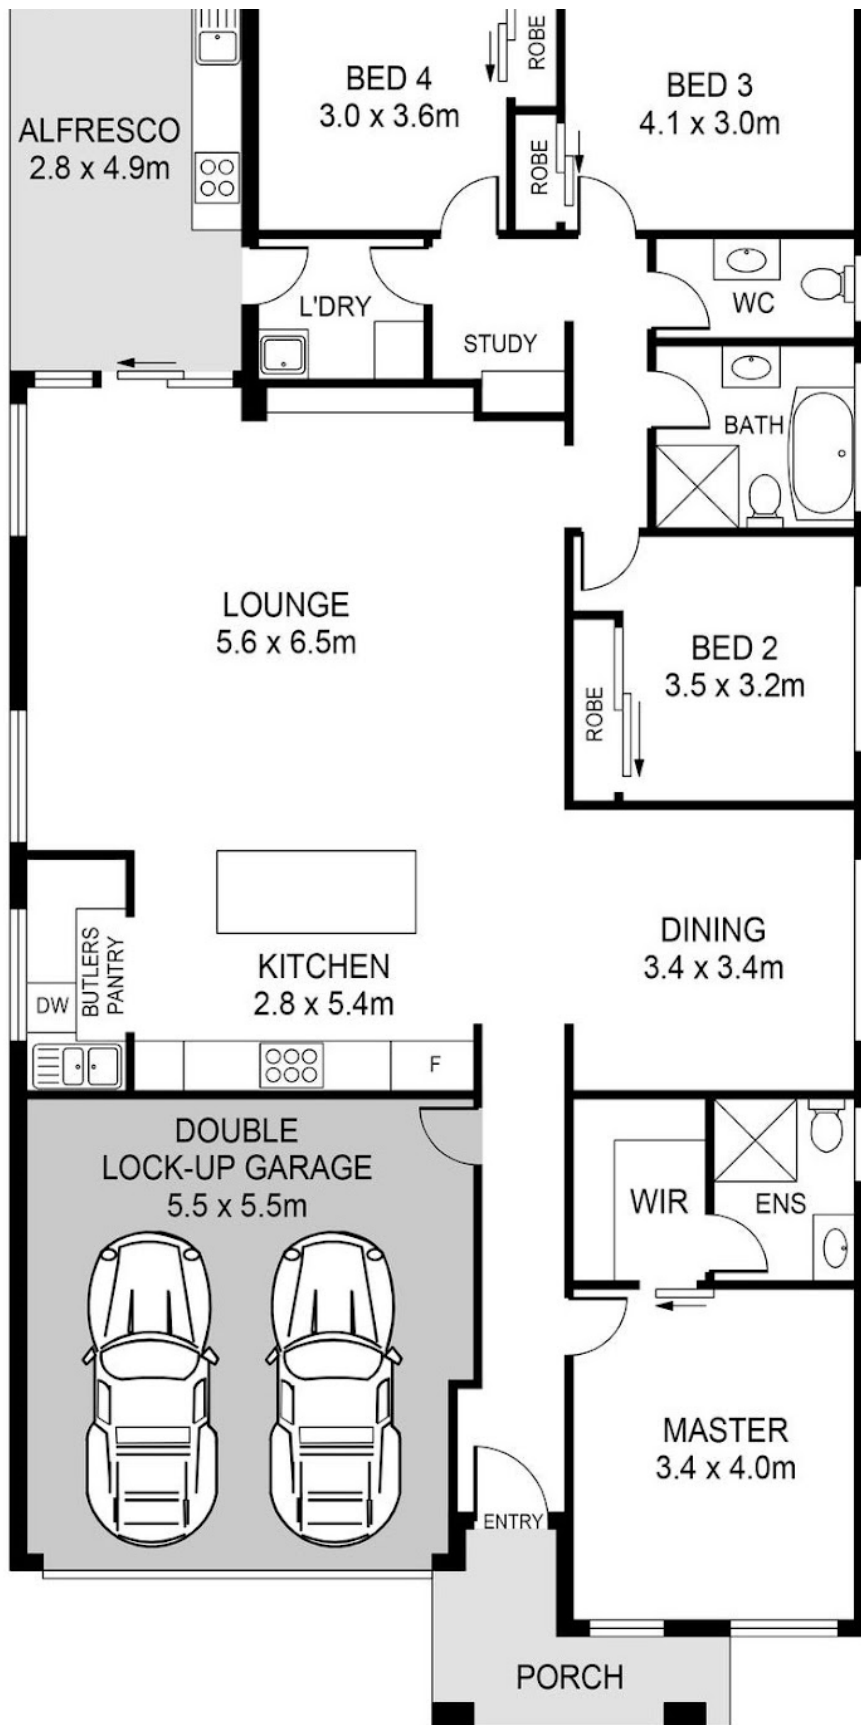 ROBE
BED 4
3.0 x 3.6m
BED 3
4.1 x 3.0m
ALFRESCO
2.8 x 4.9m
ROBE
L'DRY
WC
STUDY
BATH
LOUNGE
5.6 x 6.5m
BED 2
3.5 x 3.2m
ROBE
BUTLERS
PANTRY
DW
KITCHEN
2.8 x 5.4m
DINING
3.4 x 3.4m
F
DOUBLE
LOCK-UP GARAGE
5.5 x 5.5m
WIR
ENS
MASTER
3.4 x 4.0m
ENTRY
PORCH